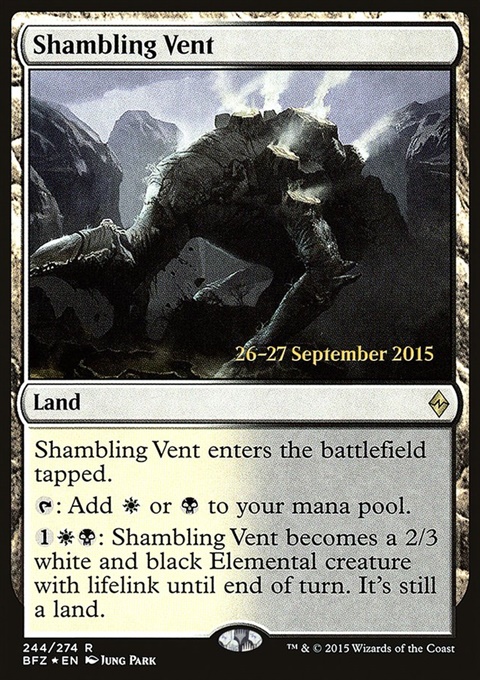 Shambling Vent
26–27 September 2015
Land
Shambling Vent enters the battlefield
tapped.
: Add or to your mana pool.
1: Shambling Vent becomes a 2/3
white and black Elemental creature
with lifelink until end of turn. It's still
a land.
244/274 R
BFZ ★ EN Jung Park
™ & © 2015 Wizards of the Coast